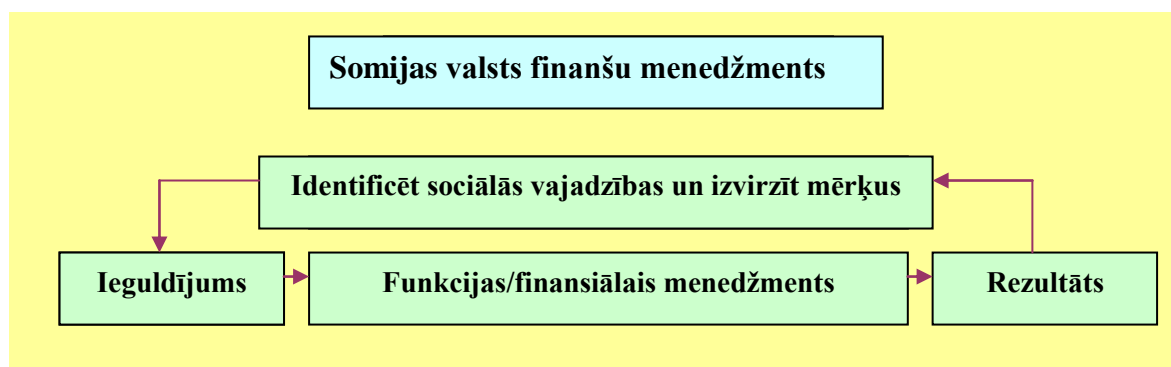 Somijas valsts finanšu menedžments
Identificēt sociālās vajadzības un izvirzīt mērķus
Ieguldījums
Funkcijas/finansiālais menedžments
Rezultāts